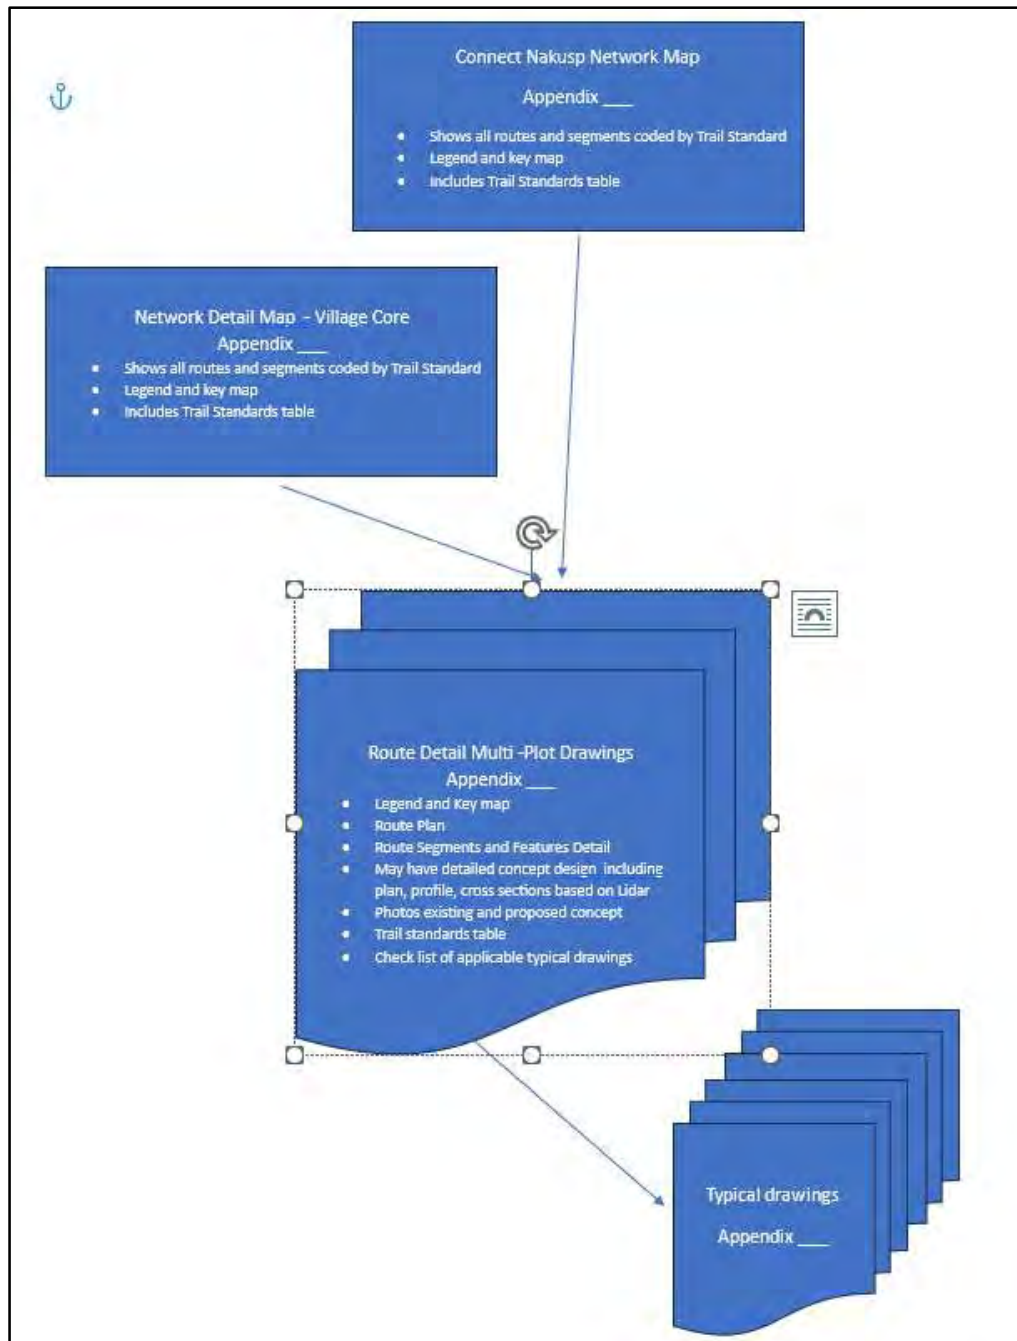 Connect Nakusp Network Map
Appendix ___
• Shows all routes and segments coded by Trail Standard
• Legend and key map
• Includes Trail Standards table
Network Detail Map - Village Core
Appendix ___
• Shows all routes and segments coded by Trail Standard
• Legend and key map
• Includes Trail Standards table
Route Detail Multi -Plot Drawings
Appendix ___
• Legend and Key map
• Route Plan
• Route Segments and Features Detail
• May have detailed concept design including
plan, profile, cross sections based on Lidar
• Photos existing and proposed concept
• Trail standards table
• Check list of applicable typical drawings
Typical drawings
Appendix ___